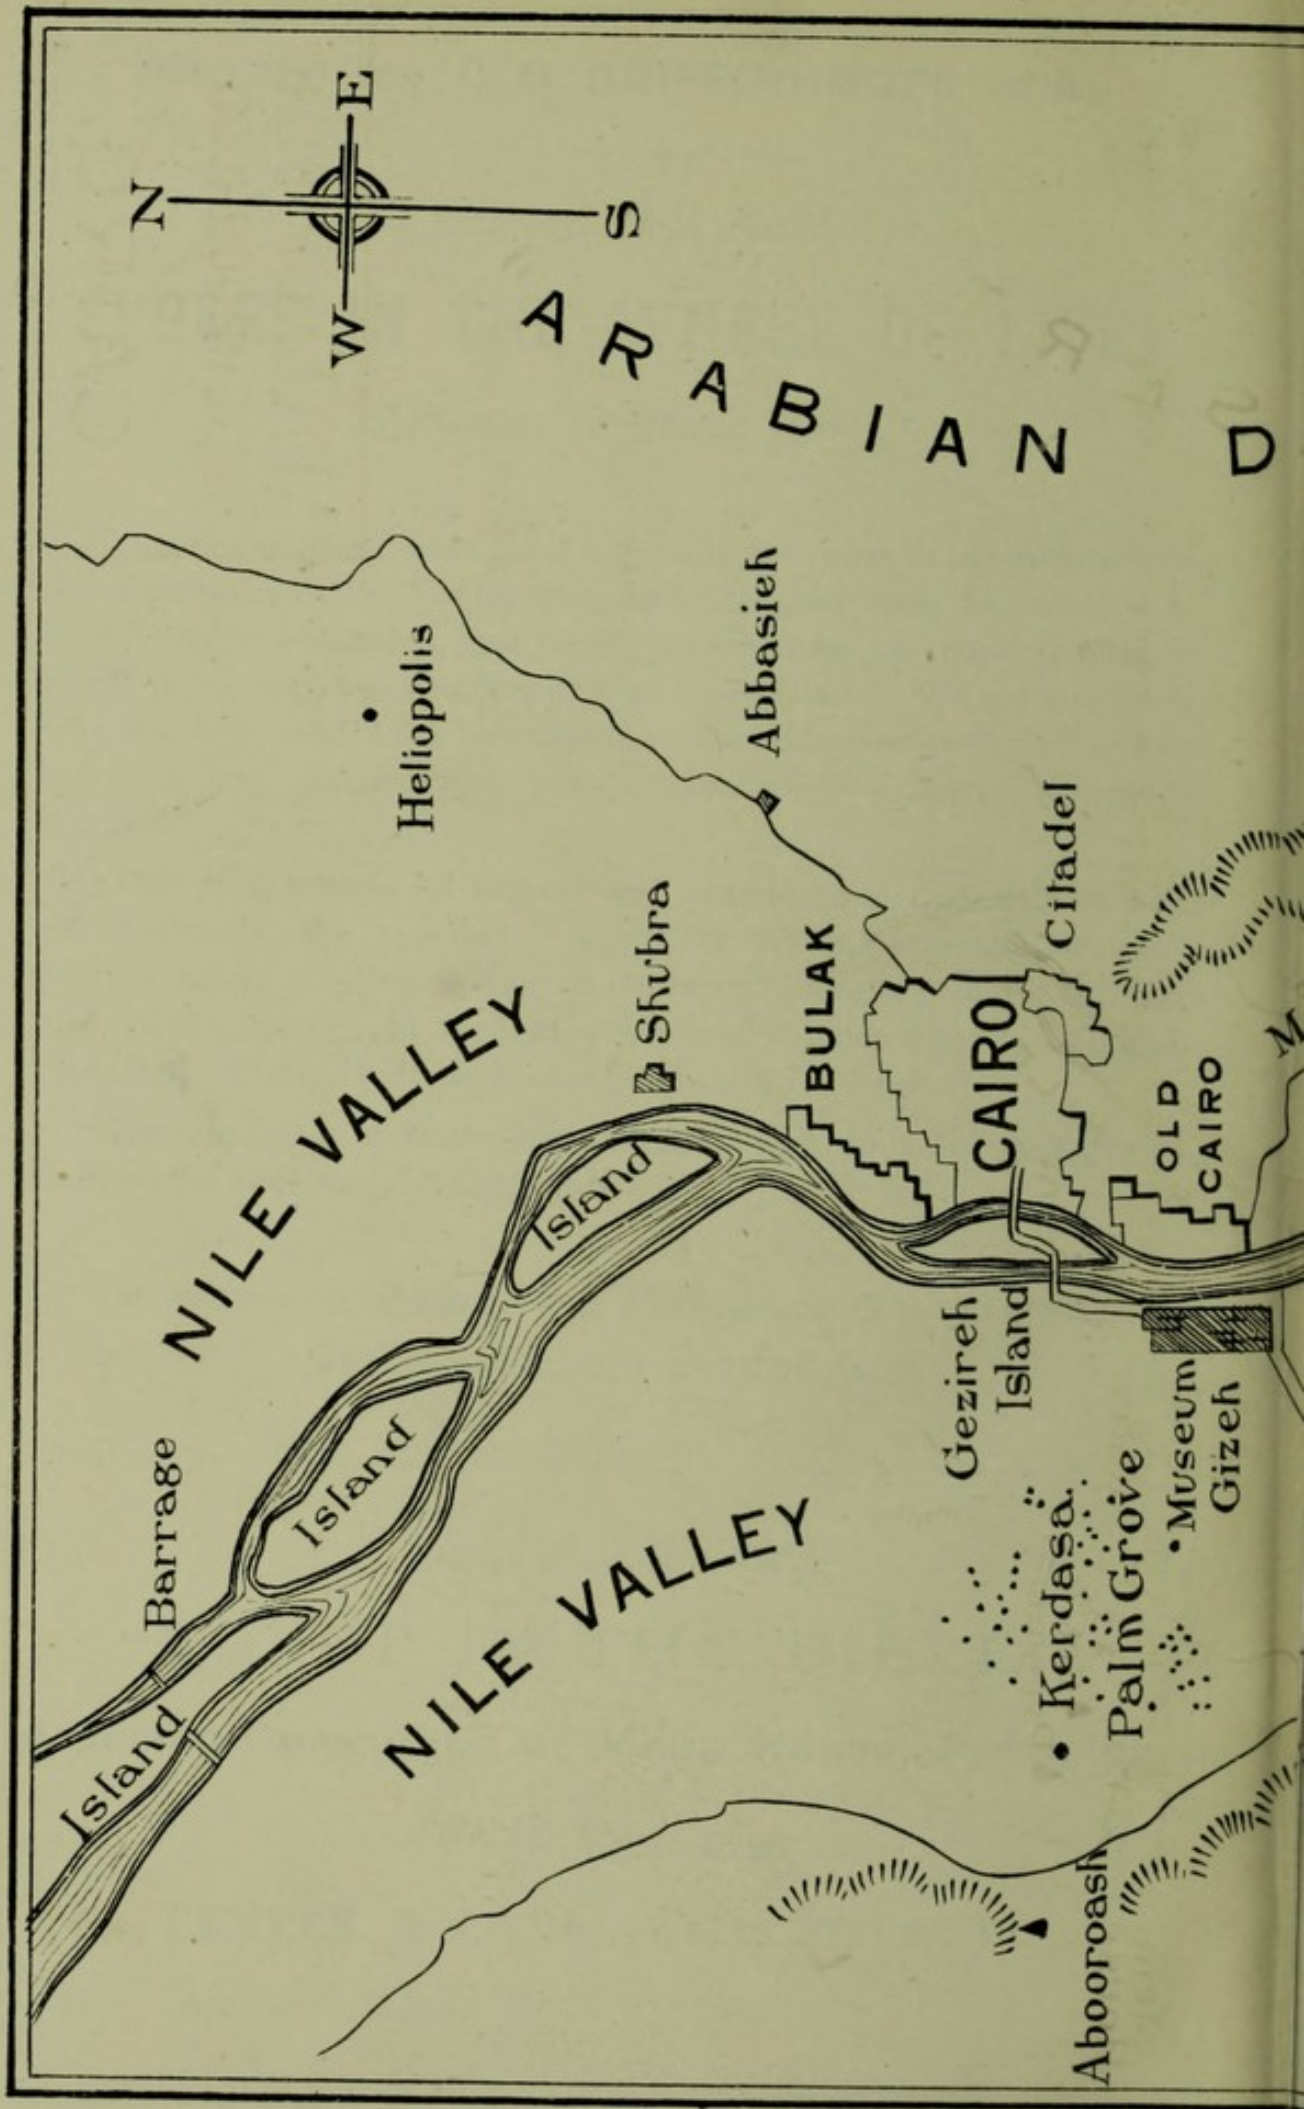 N
E
W
S
ARABIAN D
Heliopolis
Abbasieh
Shubra
Citadel
BULAK
CAIRO
OLD
CAIRO
M
NILE VALLEY
Island
Island
Barrage
Island
NILE VALLEY
Gezireh
Island
Museum
Gizeh
Kerdasa
Palm Grove
Abooroash